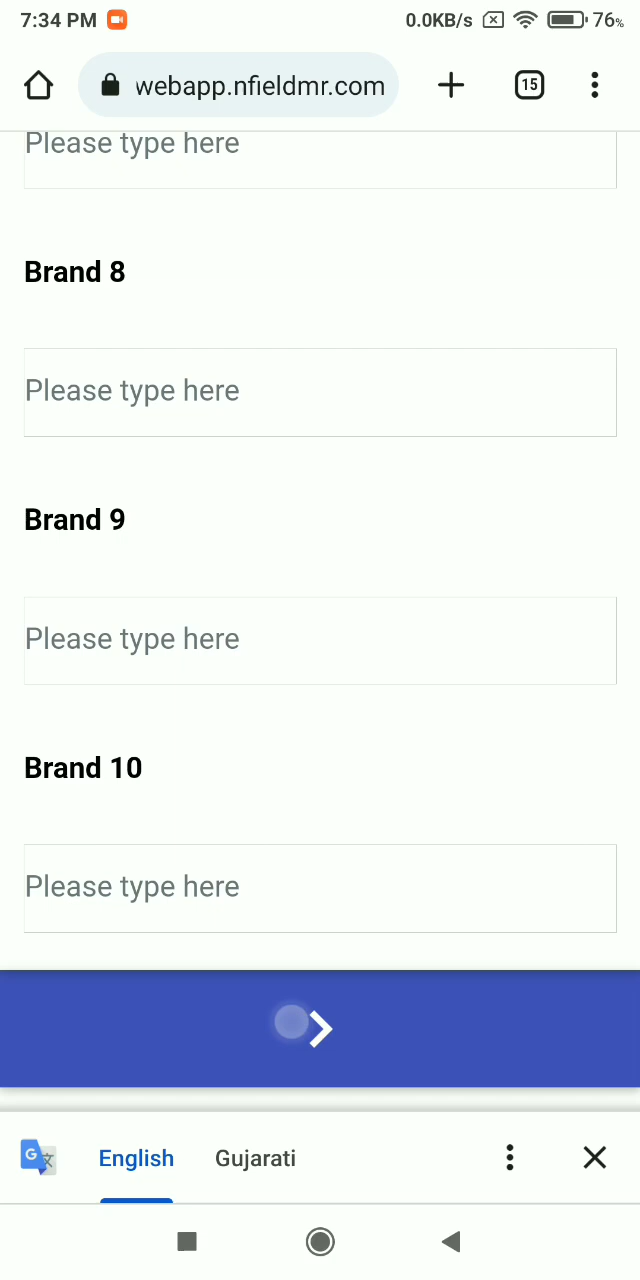 7:34 PM 0.0KB/s 76%
webapp.nfieldmr.com 15
Please type here
Brand 8
Please type here
Brand 9
Please type here
Brand 10
Please type here
G 文 English Gujarati